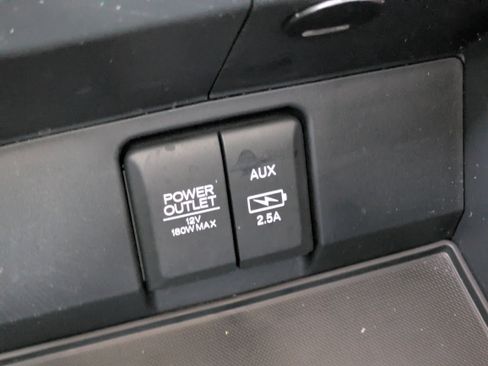 POWER
OUTLET
12V
180W MAX
AUX
2.5A